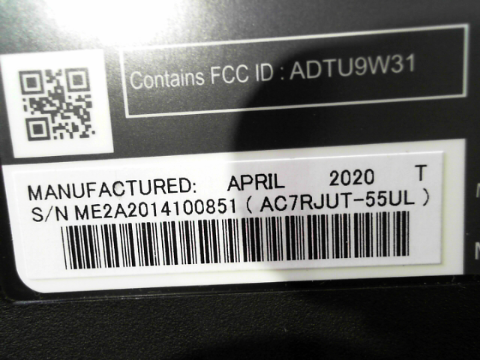 Contains FCC ID : ADTU9W31
MANUFACTURED: APRIL 2020 T
S/N ME2A2014100851 ( AC7RJUT-55UL )